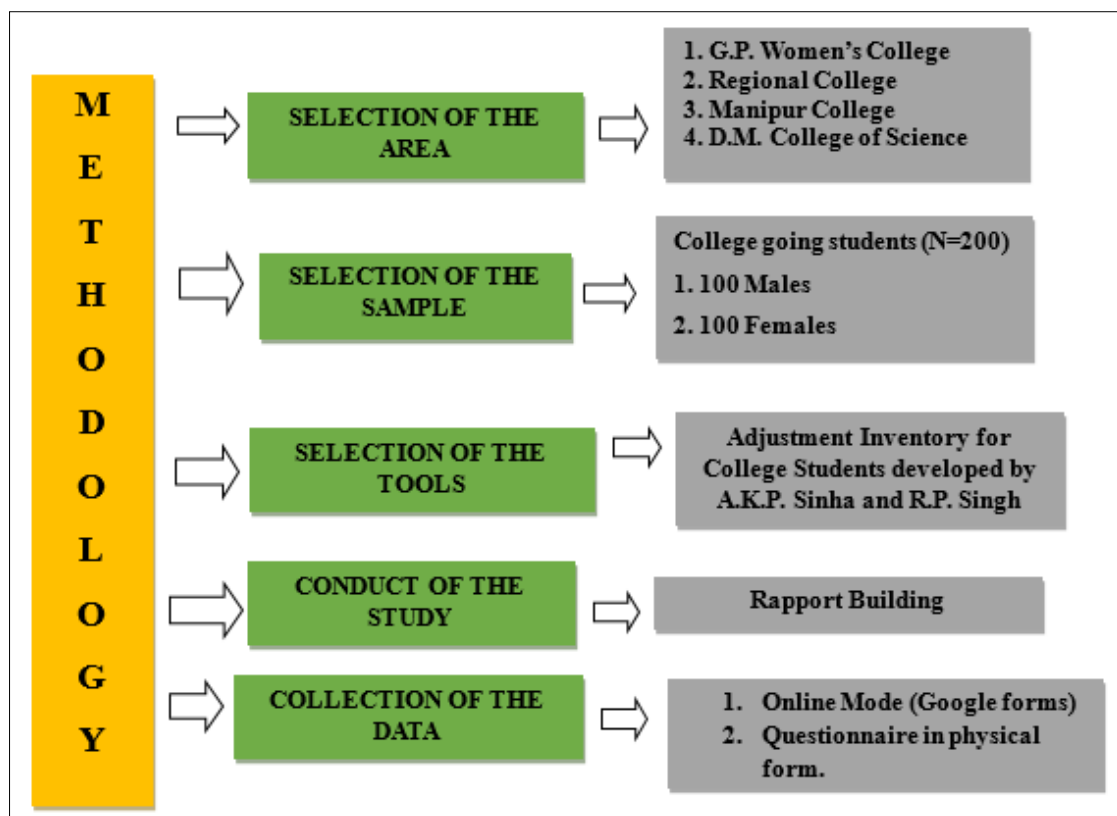 METHODOLOGY
SELECTION OF THE
AREA
1. G.P. Women's College
2. Regional College
3. Manipur College
4. D.M. College of Science
SELECTION OF THE
SAMPLE
College going students (N=200)
1. 100 Males
2. 100 Females
SELECTION OF THE
TOOLS
Adjustment Inventory for
College Students developed by
A.K.P. Sinha and R.P. Singh
CONDUCT OF THE
STUDY
Rapport Building
COLLECTION OF THE
DATA
1. Online Mode (Google forms)
2. Questionnaire in physical
form.